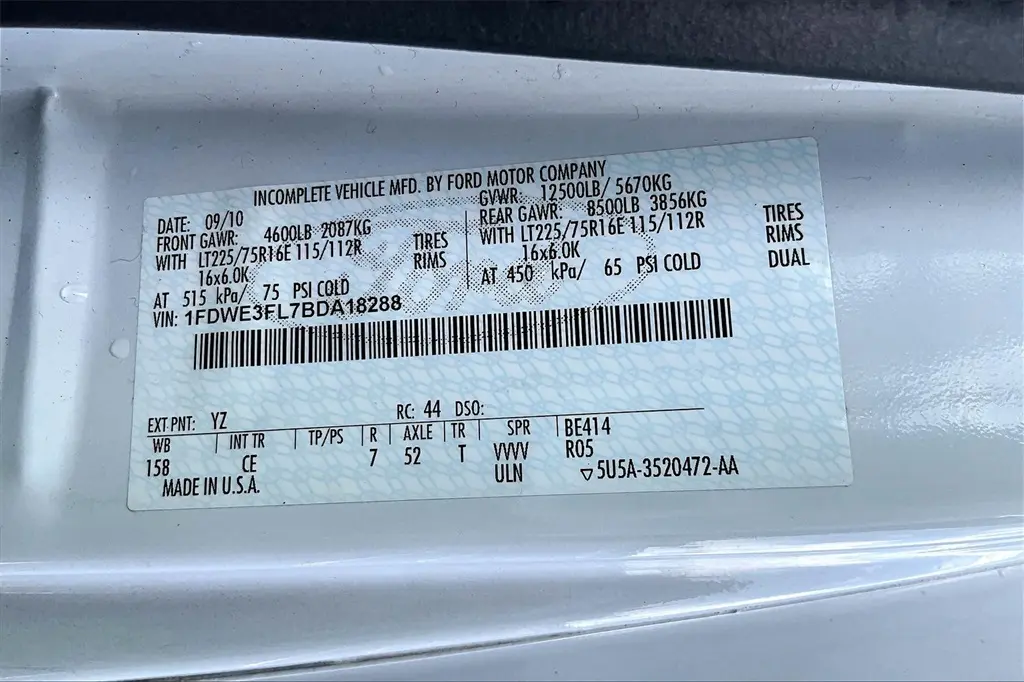 INCOMPLETE VEHICLE MFD. BY FORD MOTOR COMPANY
DATE: 09/10 GVWR: 12500LB/ 5670KG
FRONT GAWR: 4600LB 2087KG REAR GAWR: 8500LB 3856KG
WITH LT225/75R16E 115/112R TIRES WITH LT225/75R16E 115/112R TIRES
16x6.0K RIMS 16x6.0K RIMS
AT 515 kPa/ 75 PSI COLD AT 450 kPa/ 65 PSI COLD DUAL
VIN: 1FDWE3FL7BDA18288
EXT PNT: YZ RC: 44 DSO:
WB INT TR TP/PS R AXLE TR SPR BE414
158 CE 7 52 T VVVV R05
MADE IN U.S.A. ULN ▽5U5A-3520472-AA